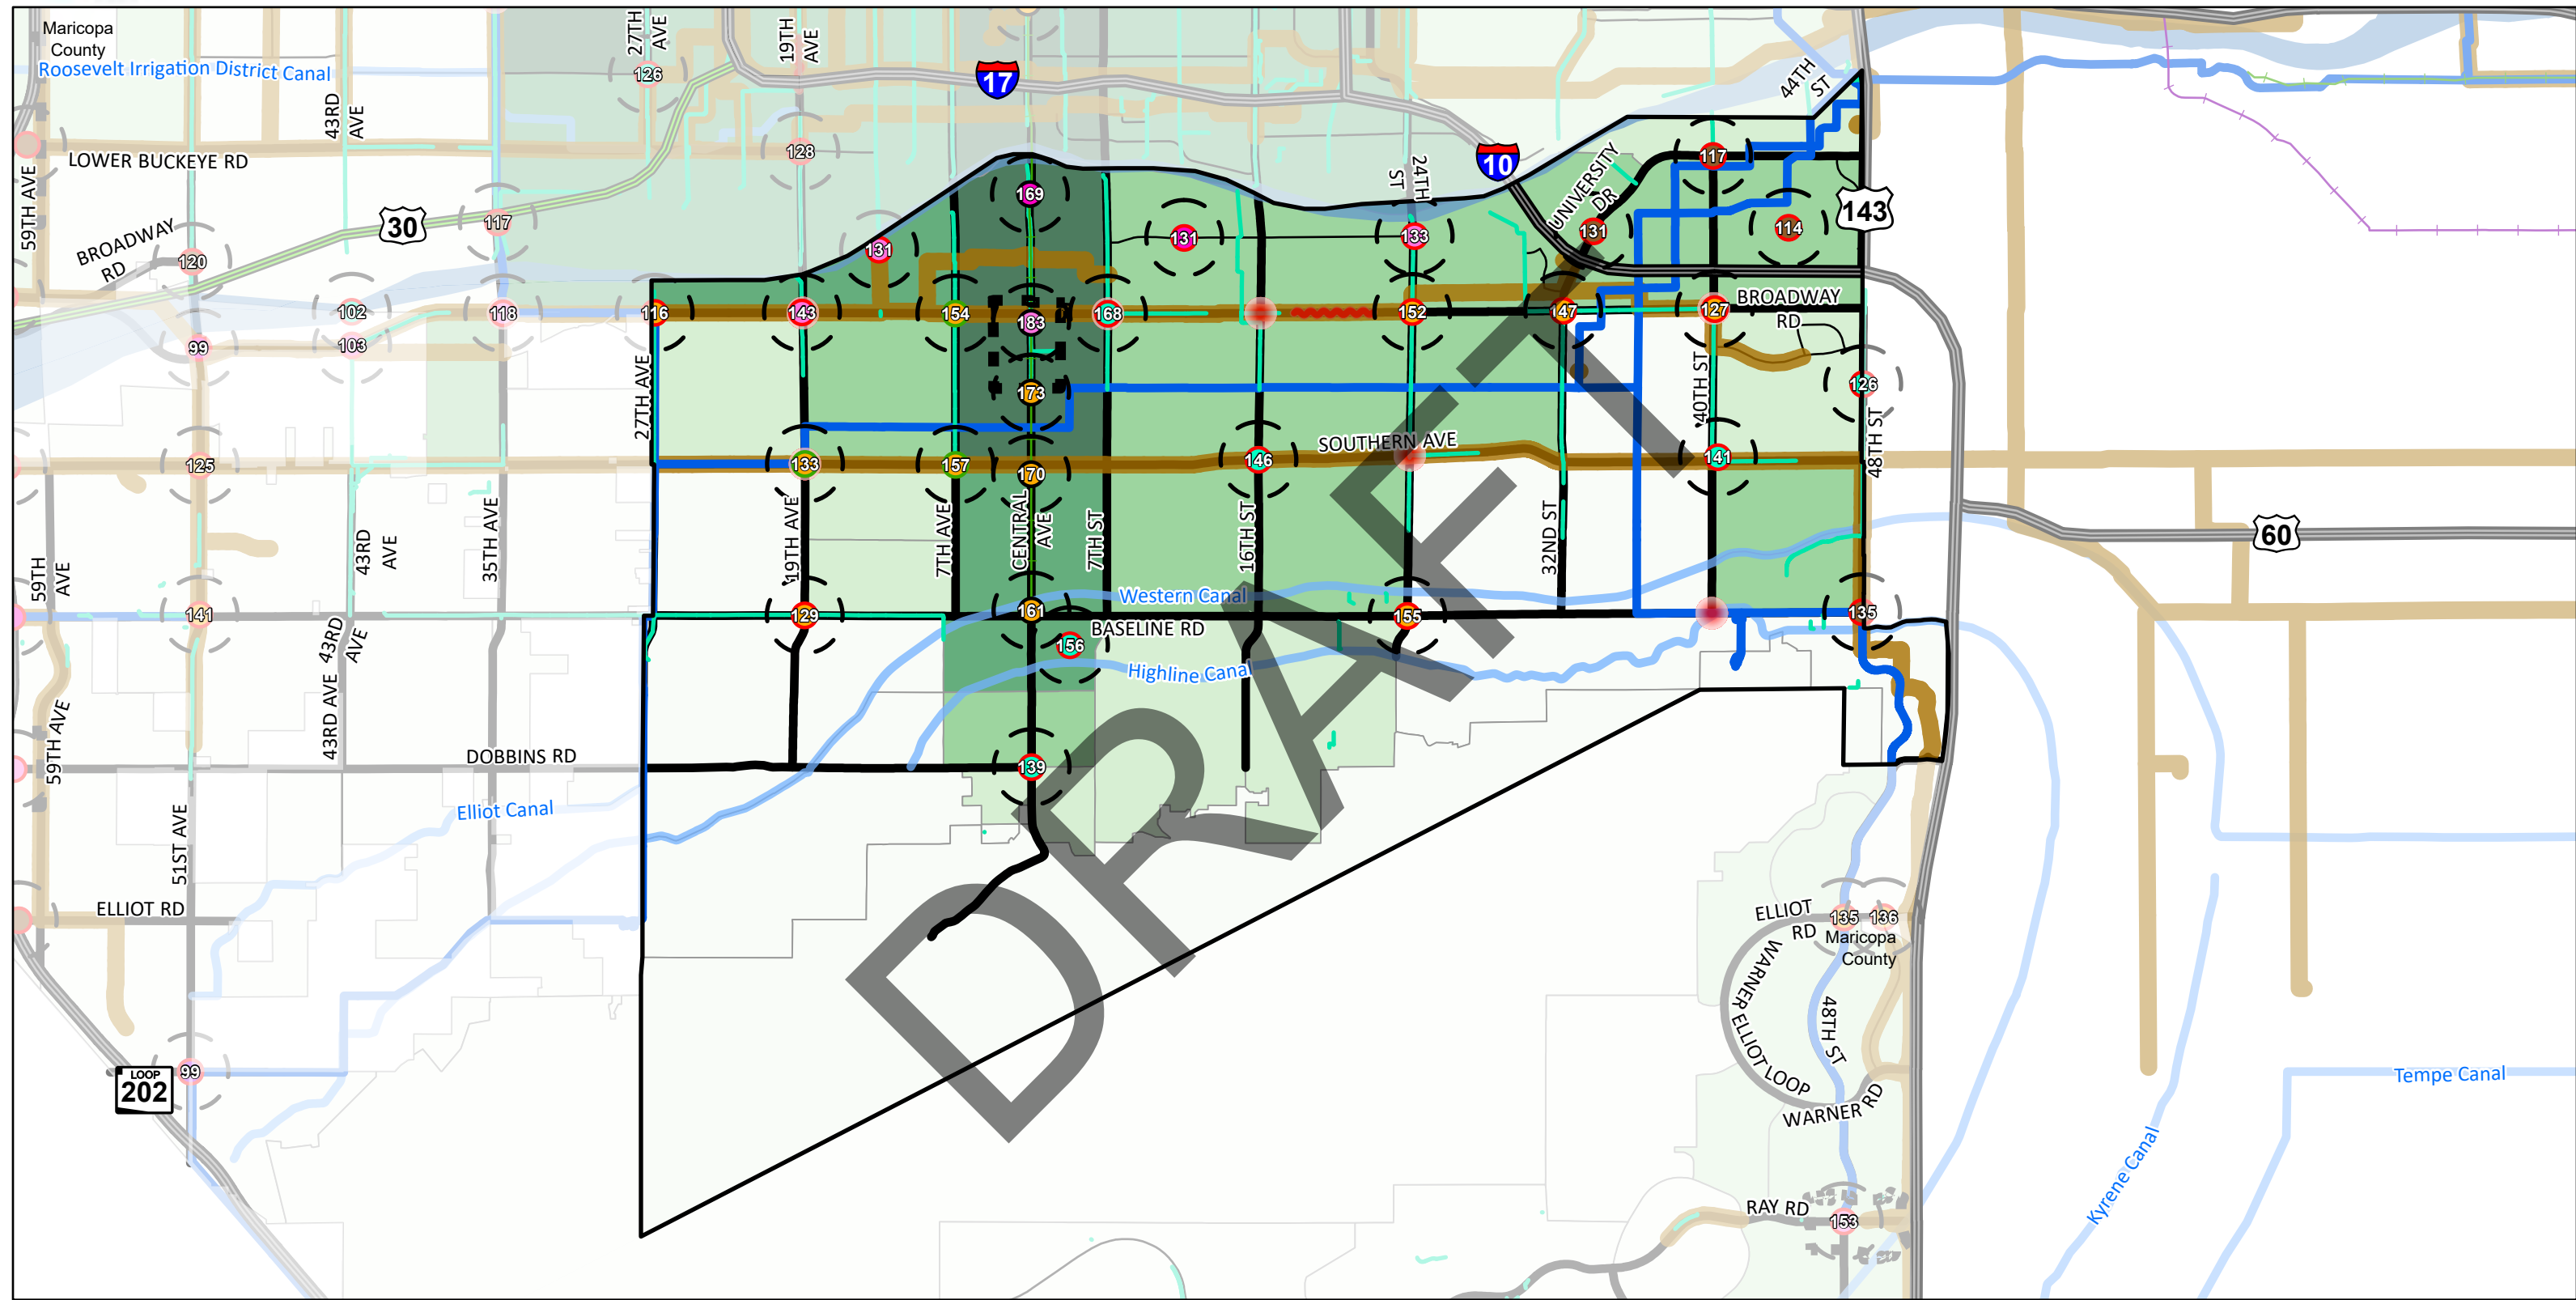 Maricopa
County
Roosevelt Irrigation District Canal
27TH
AVE
19TH
AVE
126
17
44TH
ST
43RD
AVE
128
LOWER BUCKEYE RD
59TH AVE
10
24TH
ST
UNIVERSITY
DR
117
169
143
30
117
BROADWAY
RD
120
131
131
133
131
114
102
118
116
143
154
183
168
152
147
127
BROADWAY
RD
99
103
27TH AVE
173
40TH ST
126
125
133
157
170
146
SOUTHERN AVE
141
48TH ST
59TH
AVE
43RD
AVE
35TH AVE
19TH AVE
7TH AVE
CENTRAL
AVE
7TH ST
16TH ST
32ND ST
60
141
129
161
Western Canal
155
135
BASELINE RD
156
43RD
AVE
Highline Canal
59TH AVE
43RD AVE
DOBBINS RD
139
Elliot Canal
51ST AVE
ELLIOT RD
DRAFT
ELLIOT
RD
135
136
Maricopa
County
WARNER ELLIOT LOOP
48TH ST
WARNER RD
LOOP
202
99
Tempe Canal
Kyrene Canal
RAY RD
153